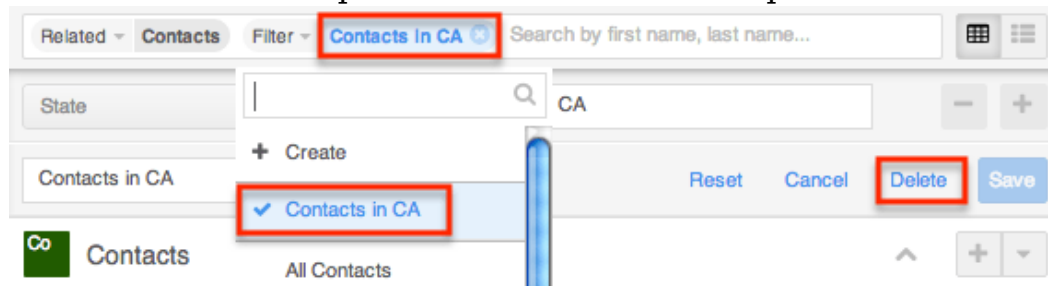 Related Contacts Filter Contacts in CA Search by first name, last name...
State CA
Create
Contacts in CA Reset Cancel Delete Save
Contacts in CA
Co Contacts
All Contacts